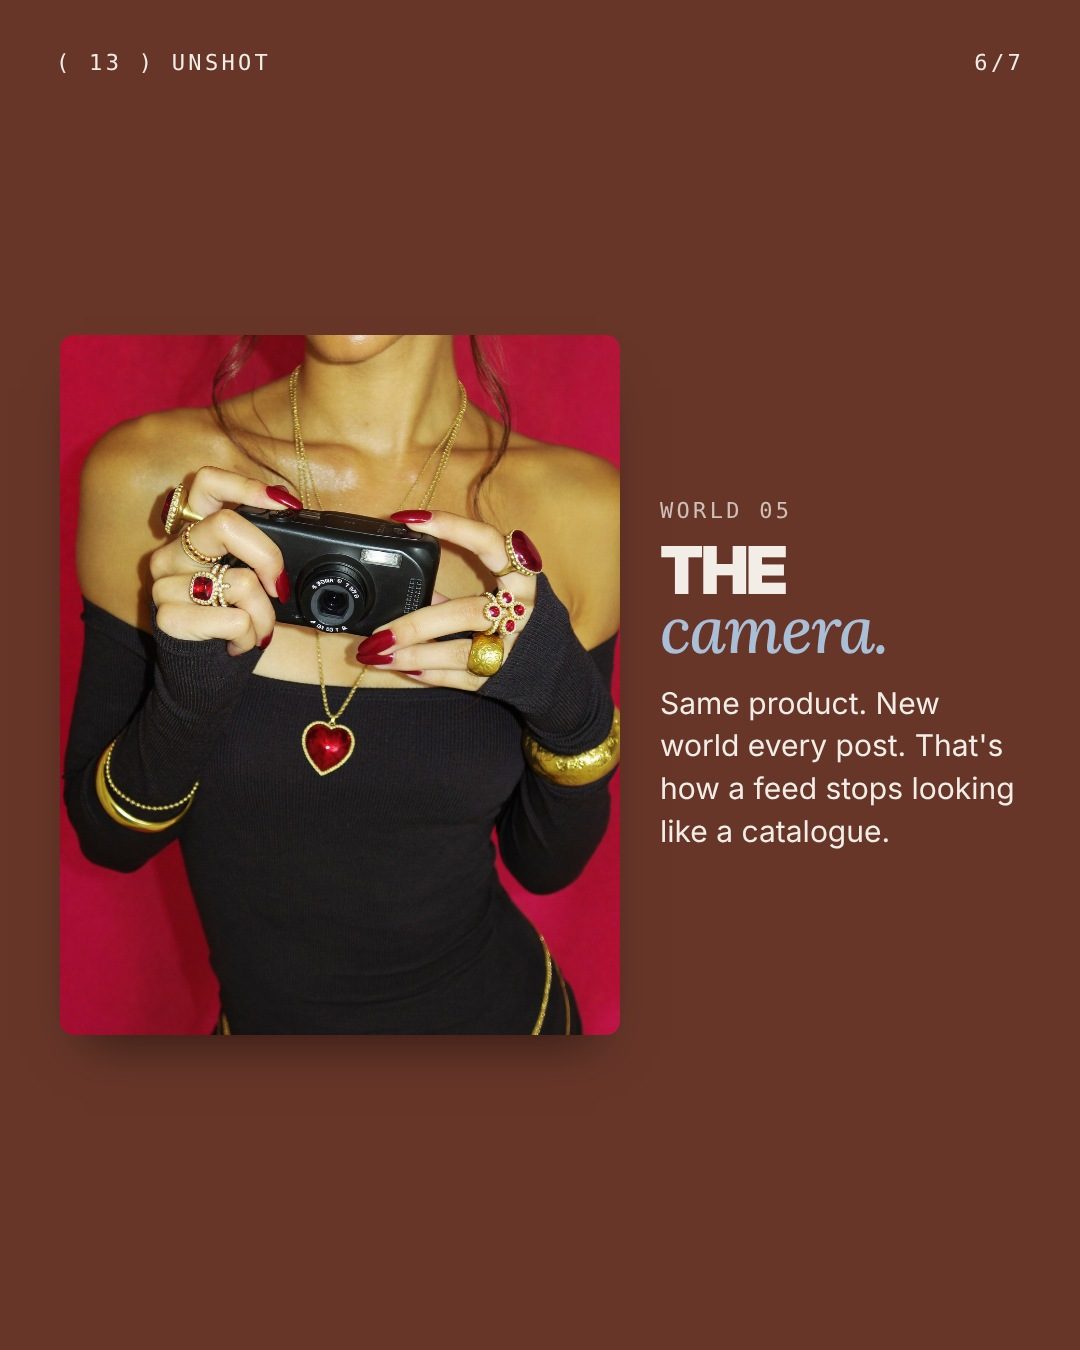 ( 13 ) UNSHOT
6/7
WORLD 05
THE
camera.
Same product. New
world every post. That's
how a feed stops looking
like a catalogue.